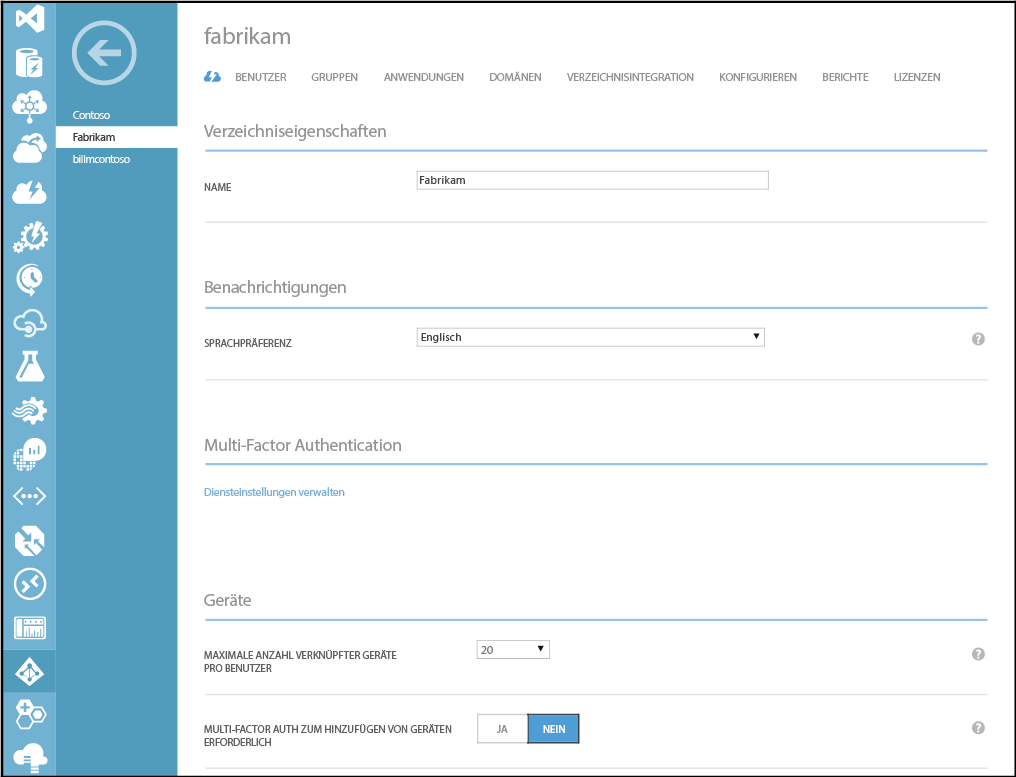 Contoso
Fabrikam
billmcontoso
fabrikam
BENUTZER GRUPPEN ANWENDUNGEN DOMÄNEN VERZEICHNISINTEGRATION KONFIGURIEREN BERICHTE LIZENZEN
Verzeichniseigenschaften
NAME Fabrikam
Benachrichtigungen
SPRACHPRÄFERENZ Englisch ?
Multi-Factor Authentication
Diensteinstellungen verwalten
Geräte
MAXIMALE ANZAHL VERKNÜPFTER GERÄTE 20 ?
PRO BENUTZER
MULTI-FACTOR AUTH ZUM HINZUFÜGEN VON GERÄTEN JA NEIN ?
ERFORDERLICH